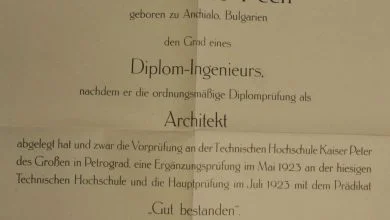 geboren zu Anchialo, Bulgarien
den Grad eines
Diplom-Ingenieurs,
nachdem er die ordnungsmäßige Diplomprüfung als
Architekt
abgelegt hat und zwar die Vorprüfung an der Technischen Hochschule Kaiser Peter
des Großen in Petrograd, eine Ergänzungsprüfung im Mai 1923 an der hiesigen
Technischen Hochschule und die Hauptprüfung im Juli 1923 mit dem Prädikat
„Gut bestanden“.